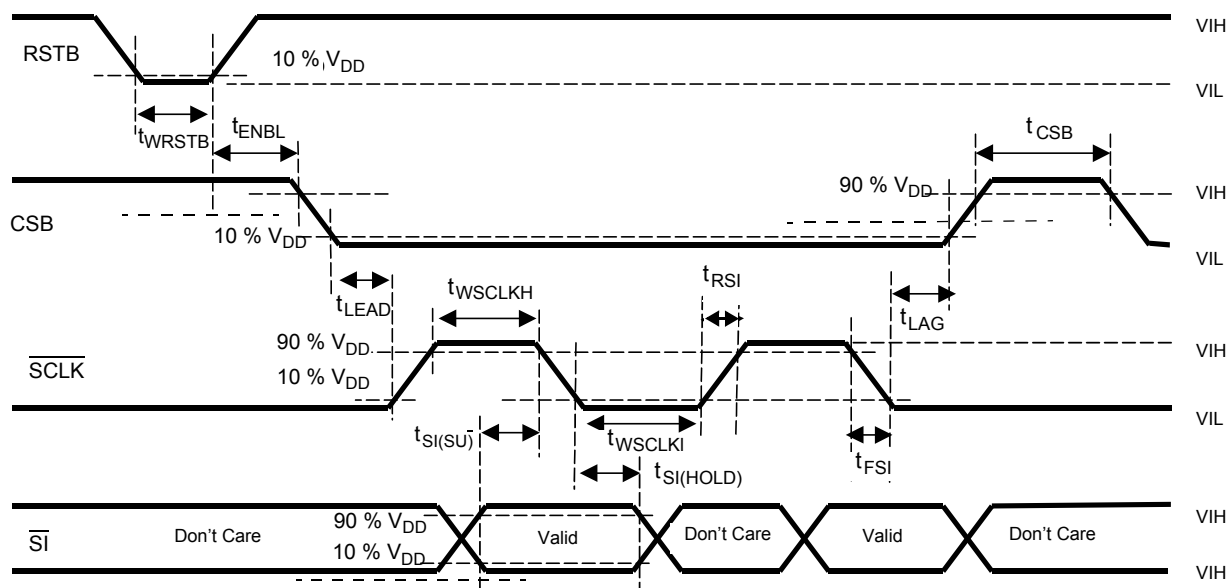 RSTB
VIH
10 % VDD
VIL
tWRSTB
tENBL
tCSB
90 % VDD
VIH
CSB
10 % VDD
VIL
tLEAD
tWSCLKH
tRSI
tLAG
90 % VDD
VIH
SCLK
10 % VDD
VIL
tSI(SU)
tWSCLKl
tFSI
tSI(HOLD)
90 % VDD
VIH
SI
Don't Care
Valid
Don't Care
Valid
Don't Care
10 % VDD
VIH